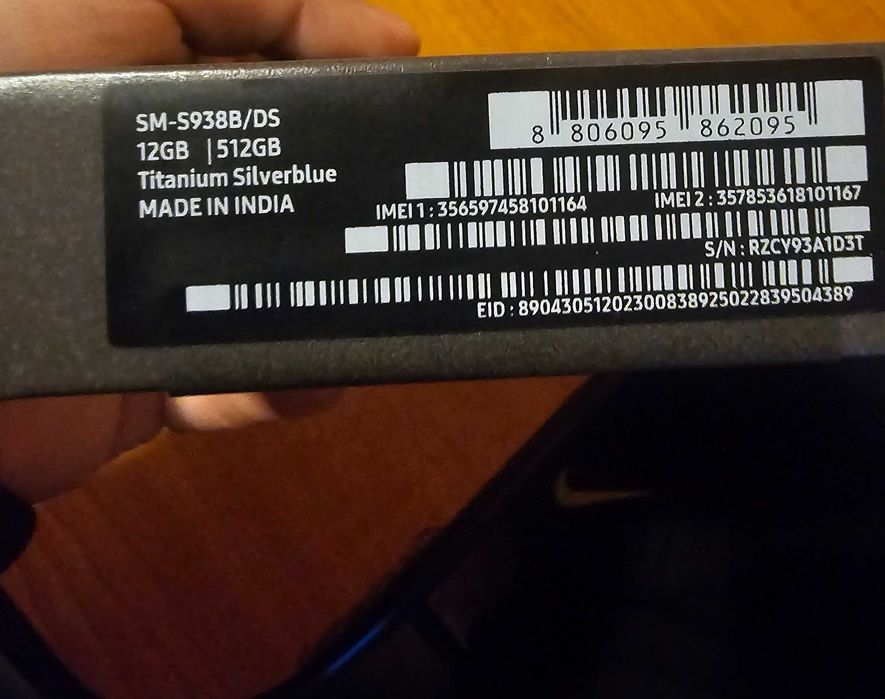 SM-S938B/DS
12GB | 512GB
Titanium Silverblue
MADE IN INDIA
8 806095 862095
IMEI 1 : 356597458101164
IMEI 2 : 357853618101167
S/N : RZCY93A1D3T
EID : 89043051202300838925022839504389